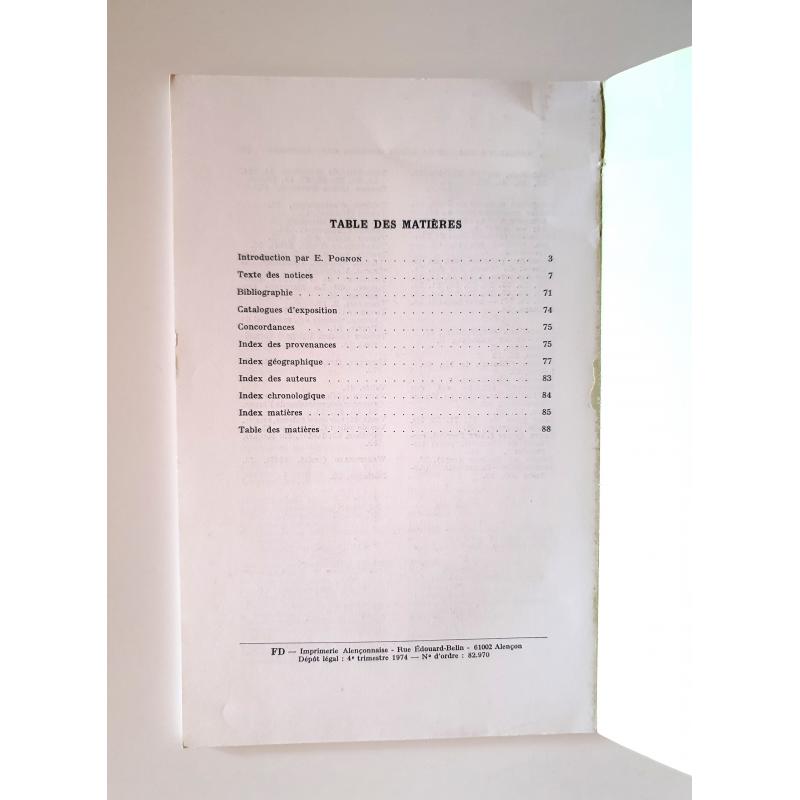 TABLE DES MATIÈRES
Introduction par E. POGNON . . . . . . . . . . . . . . . . . . . 3
Texte des notices . . . . . . . . . . . . . . . . . . . . . . 7
Bibliographie . . . . . . . . . . . . . . . . . . . . . . . . 71
Catalogues d'exposition . . . . . . . . . . . . . . . . . . . . 74
Concordances . . . . . . . . . . . . . . . . . . . . . . . . 75
Index des provenances . . . . . . . . . . . . . . . . . . . . 75
Index géographique . . . . . . . . . . . . . . . . . . . . . . 77
Index des auteurs . . . . . . . . . . . . . . . . . . . . . . 83
Index chronologique . . . . . . . . . . . . . . . . . . . . . 84
Index matières . . . . . . . . . . . . . . . . . . . . . . . 85
Table des matières . . . . . . . . . . . . . . . . . . . . . . 88
FD — Imprimerie Alençonnaise - Rue Édouard-Belin - 61002 Alençon
Dépôt légal : 4e trimestre 1974 — N° d'ordre : 82.970